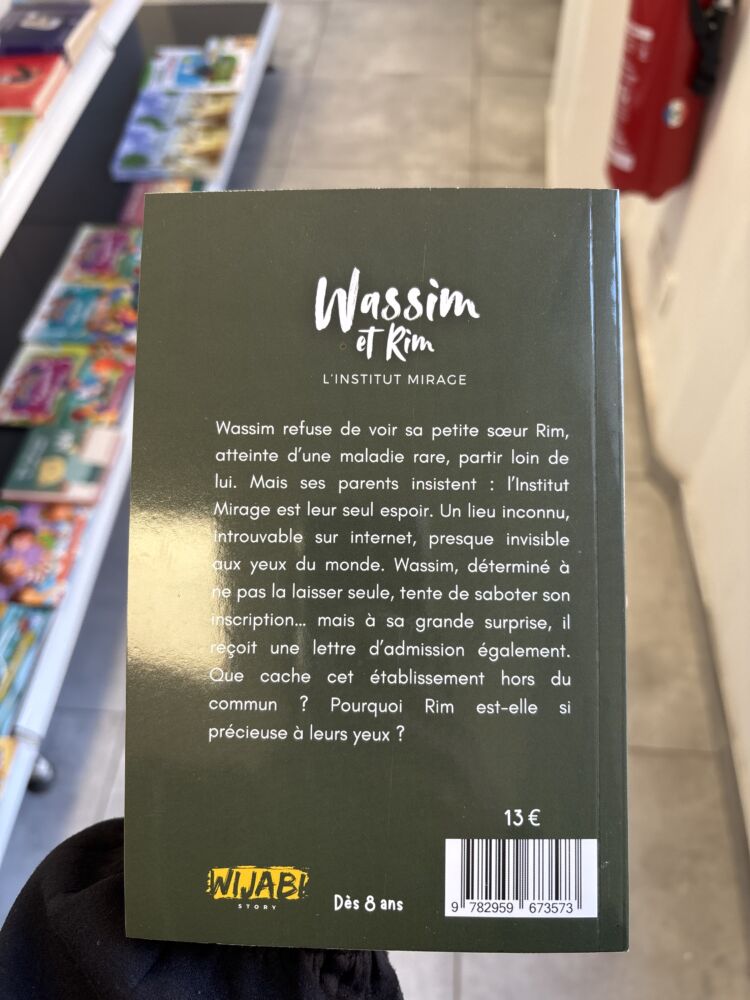 Wassim
et Rim
L'INSTITUT MIRAGE
Wassim refuse de voir sa petite sœur Rim,
atteinte d'une maladie rare, partir loin de
lui. Mais ses parents insistent : l'Institut
Mirage est leur seul espoir. Un lieu inconnu,
introuvable sur internet, presque invisible
aux yeux du monde. Wassim, déterminé à
ne pas la laisser seule, tente de saboter son
inscription... mais à sa grande surprise, il
reçoit une lettre d'admission également.
Que cache cet établissement hors du
commun ? Pourquoi Rim est-elle si
précieuse à leurs yeux ?
13 €
WIJABI
STORY
Dès 8 ans
9 782959 673573